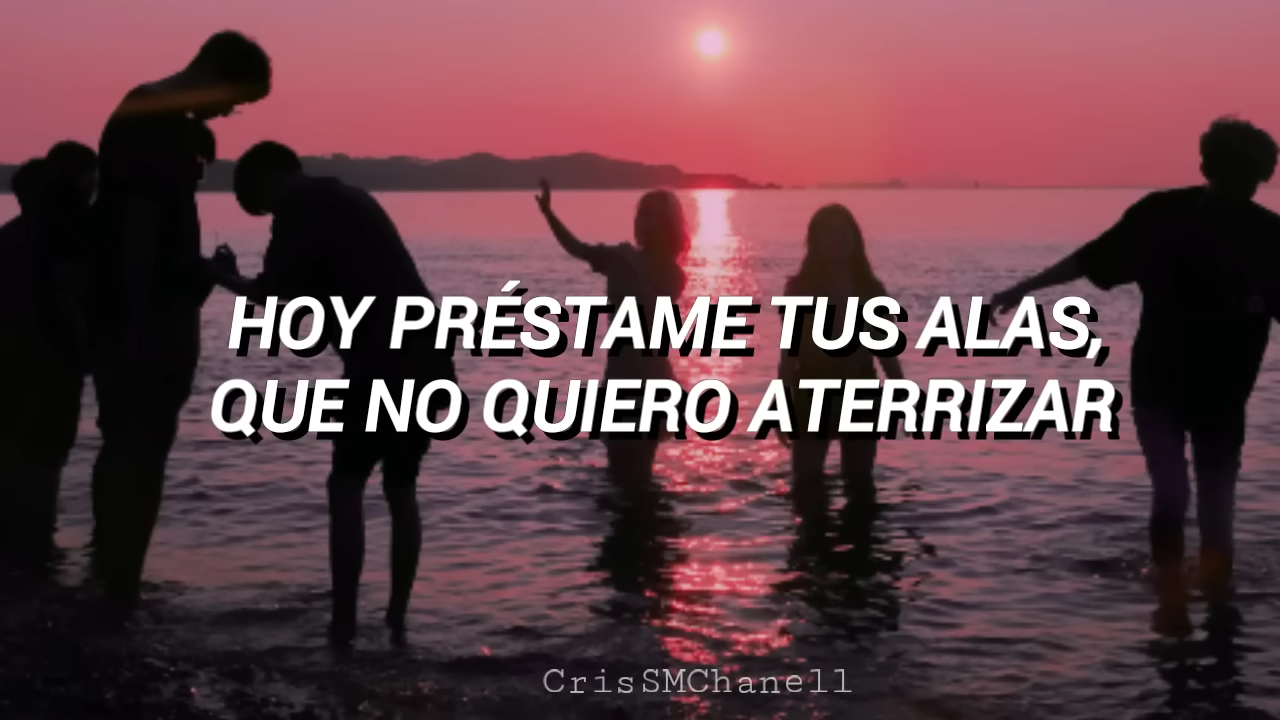 HOY PRÉSTAME TUS ALAS,
QUE NO QUIERO ATERRIZAR
CrisSMChanell